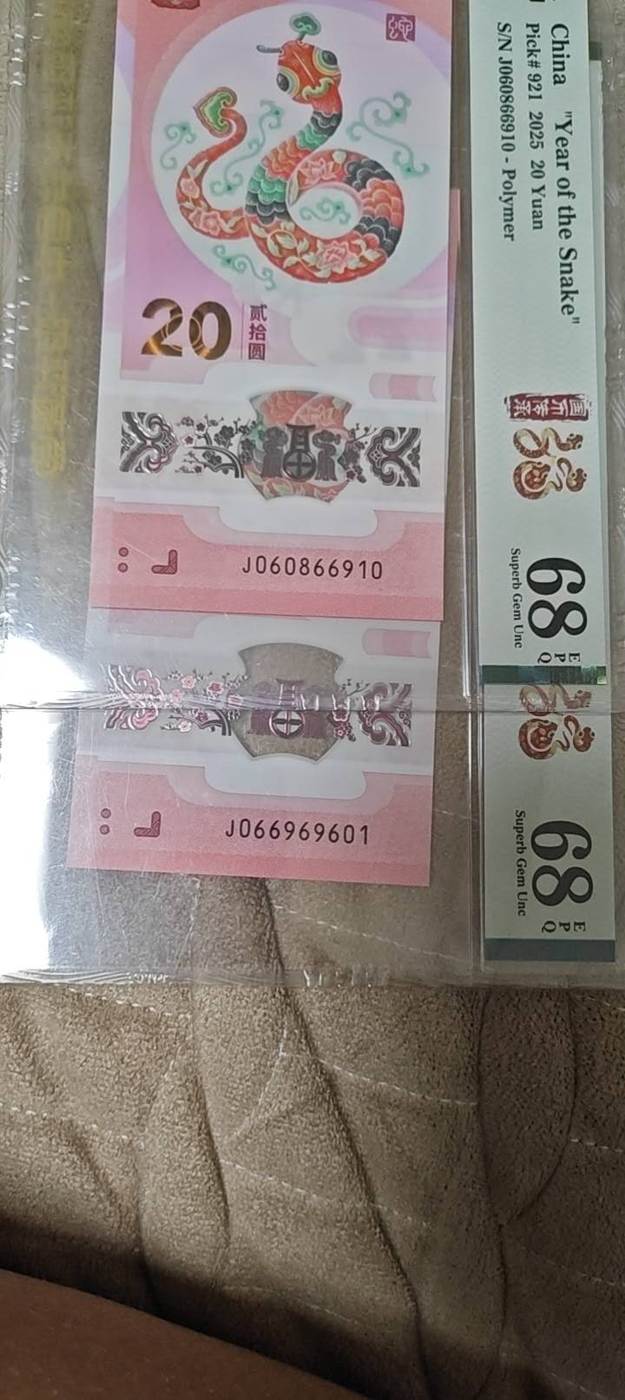 20
贰拾圆
J060866910
J066969601
China "Year of the Snake"
Pick# 921 2025 20 Yuan
S/N J060866910 - Polymer
68
EP
Q
Superb Gem Unc
68
EPQ
Superb Gem Unc